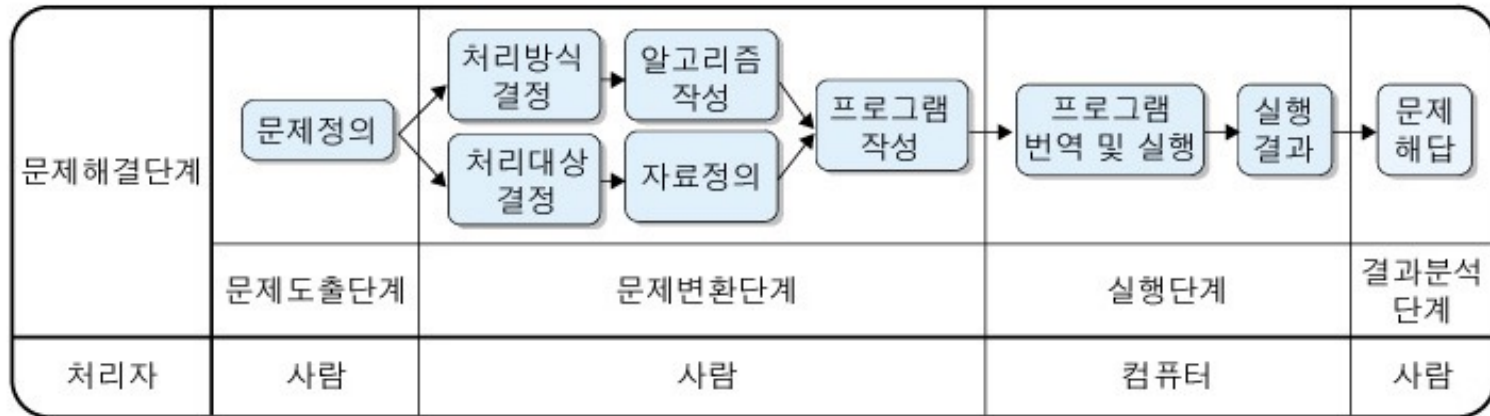 문제해결단계
문제정의
처리방식
결정
알고리즘
작성
처리대상
결정
자료정의
프로그램
작성
프로그램
번역 및 실행
실행
결과
문제
해답
문제도출단계
문제변환단계
실행단계
결과분석
단계
처리자
사람
사람
컴퓨터
사람